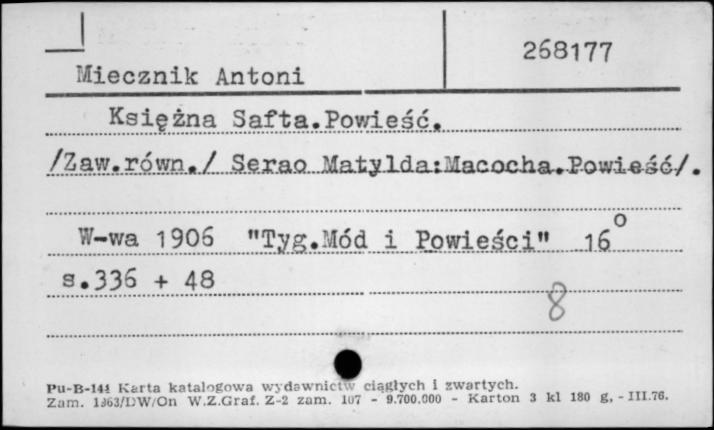 268177
Miecznik Antoni
Księżna Safta.Powieść.
/Zaw.równ./ Serao Matylda:Macocha.Powieść/.
W-wa 1906 "Tyg.Mód i Powieści" 16°
s.336 + 48
8
Pu-B-141 Karta katalogowa wydawnictw ciągłych i zwartych.
Zam. 1363/DW/On W.Z.Graf. Z-2 zam. 107 - 9.700.000 - Karton 3 kl 180 g, - III.76.